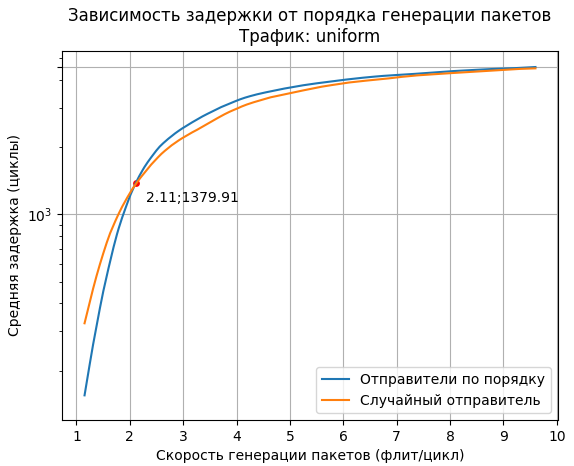 Зависимость задержки от порядка генерации пакетов
Трафик: uniform
Средняя задержка (циклы)
10³
2.11;1379.91
Отправители по порядку
Случайный отправитель
1 2 3 4 5 6 7 8 9 10
Скорость генерации пакетов (флит/цикл)